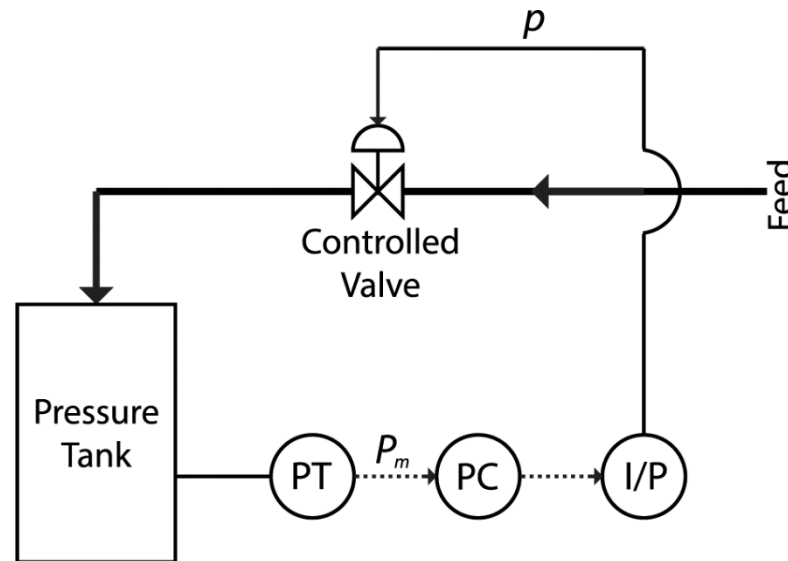 p
Controlled
Valve
Feed
Pressure
Tank
PT
Pm
PC
I/P